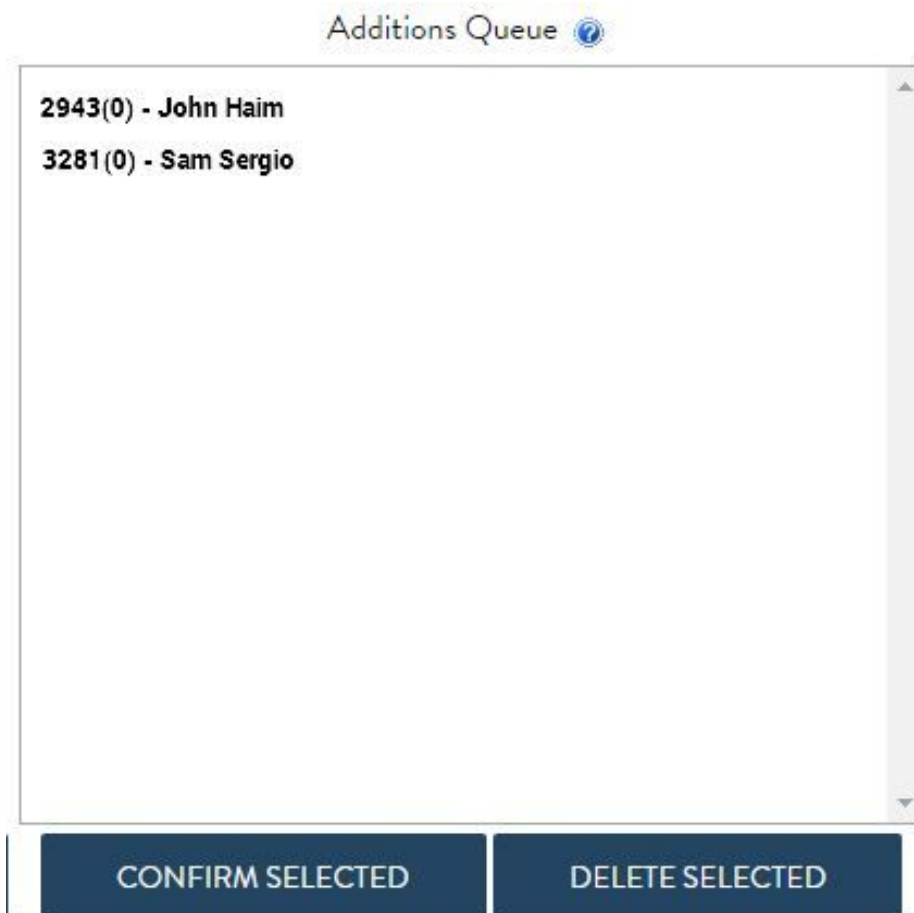 Additions Queue
2943(0) - John Haim
3281(0) - Sam Sergio
CONFIRM SELECTED
DELETE SELECTED